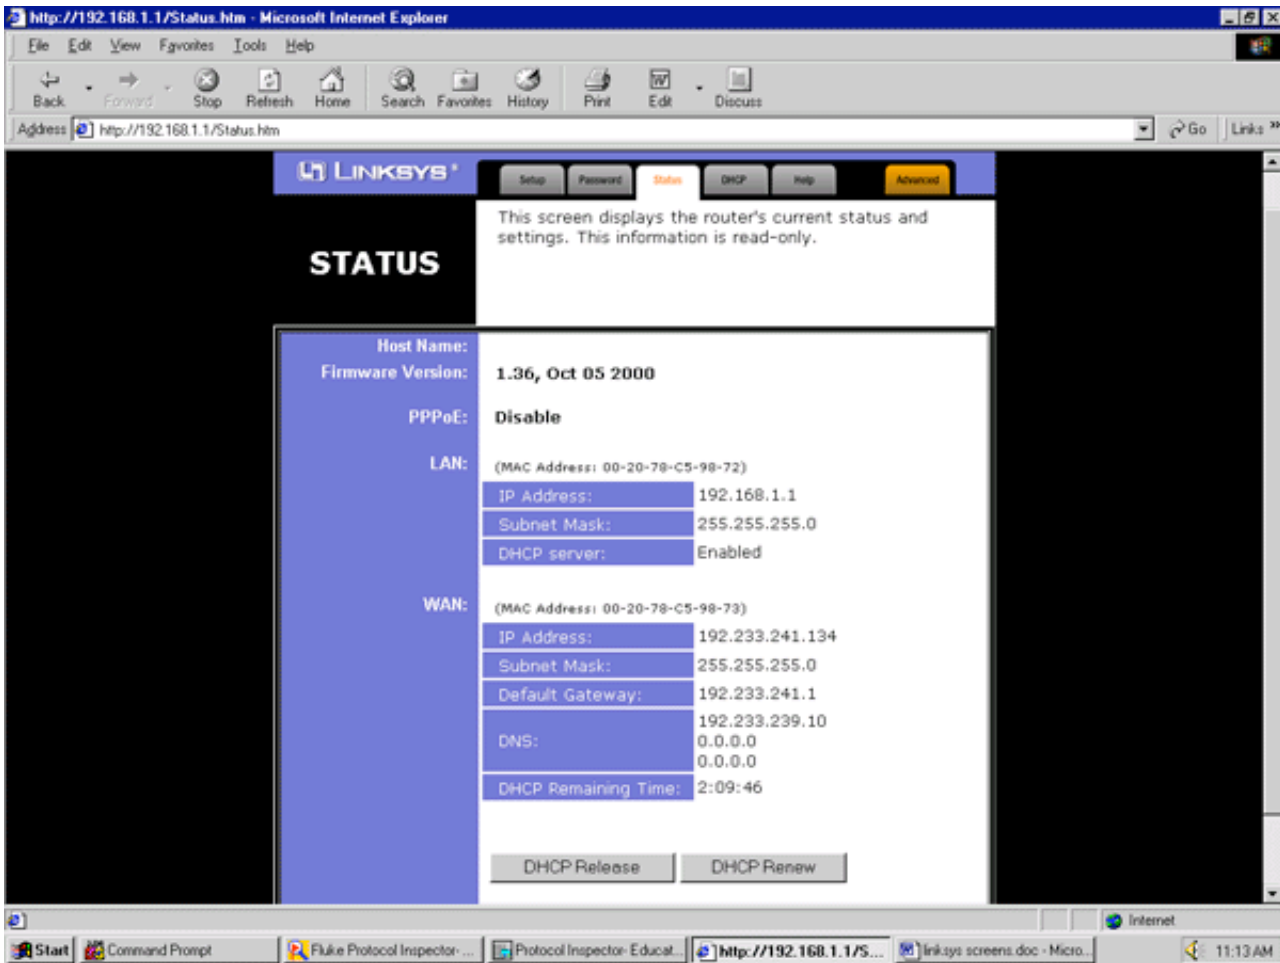 http://192.168.1.1/Status.htm - Microsoft Internet Explorer
File Edit View Favorites Tools Help
Back Forward Stop Refresh Home Search Favorites History Print Edit Discuss
Address http://192.168.1.1/Status.htm Go Links »
LINKSYS® Setup Password Status DHCP Help Advanced
This screen displays the router's current status and
settings. This information is read-only.
STATUS
Host Name:
Firmware Version: 1.36, Oct 05 2000
PPPoE: Disable
LAN: (MAC Address: 00-20-78-C5-98-72)
IP Address: 192.168.1.1
Subnet Mask: 255.255.255.0
DHCP server: Enabled
WAN: (MAC Address: 00-20-78-C5-98-73)
IP Address: 192.233.241.134
Subnet Mask: 255.255.255.0
Default Gateway: 192.233.241.1
DNS: 192.233.239.10
0.0.0.0
0.0.0.0
DHCP Remaining Time: 2:09:46
DHCP Release DHCP Renew
Internet
Start Command Prompt Fluke Protocol Inspector- ... Protocol Inspector- Educat... http://192.168.1.1/S... linksys screens.doc - Micro... 11:13 AM